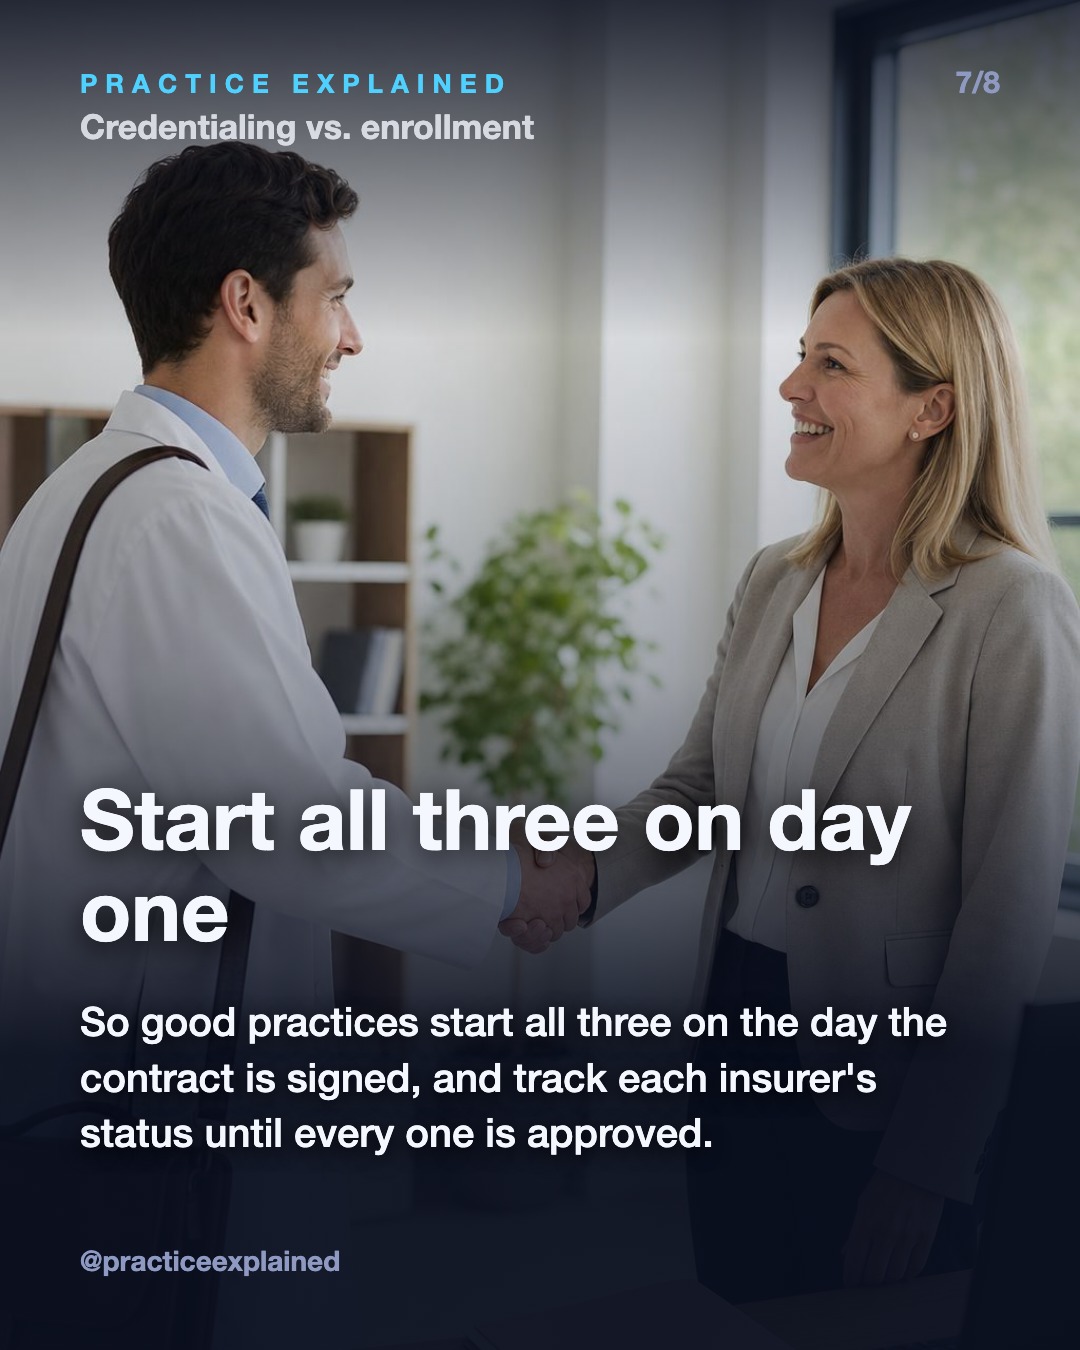 PRACTICE EXPLAINED
7/8
Credentialing vs. enrollment
Start all three on day
one
So good practices start all three on the day the
contract is signed, and track each insurer's
status until every one is approved.
@practiceexplained